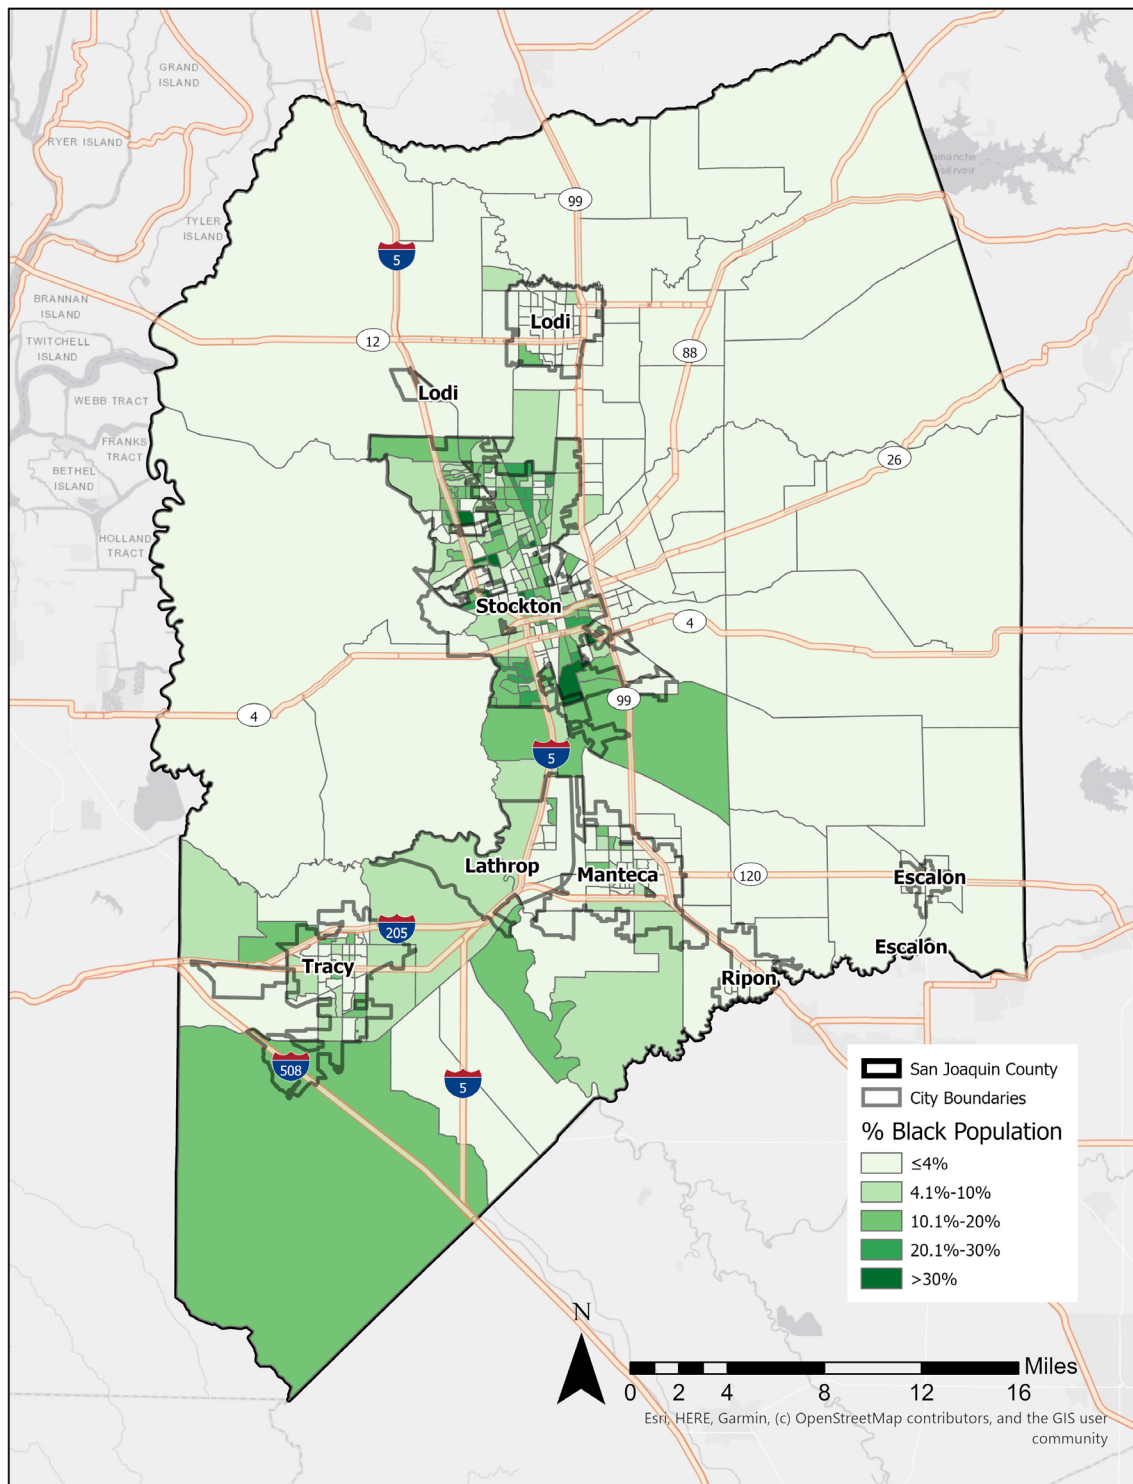 GRAND
ISLAND
RYER ISLAND
TYLER
ISLAND
99
5
BRANNAN
ISLAND
TWITCHELL
ISLAND
12
Lodi
88
Lodi
WEBB TRACT
FRANKS
TRACT
BETHEL
ISLAND
26
HOLLAND
TRACT
Stockton
4
99
4
5
Lathrop
Manteca
120
Escalon
205
Tracy
Escalon
Ripon
508
5
San Joaquin County
City Boundaries
% Black Population
≤4%
4.1%-10%
10.1%-20%
20.1%-30%
>30%
N
Miles
0 2 4 8 12 16
Esri, HERE, Garmin, (c) OpenStreetMap contributors, and the GIS user
community